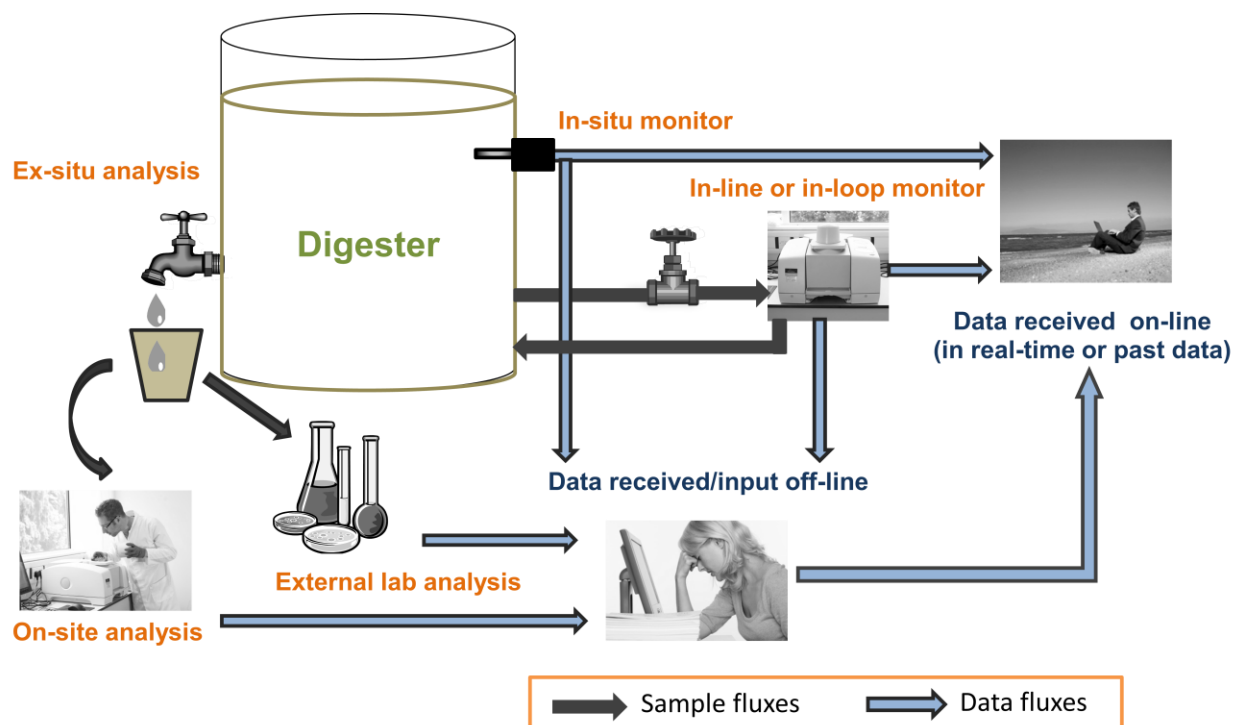 In-situ monitor
Ex-situ analysis
In-line or in-loop monitor
Digester
Data received  on-line
(in real-time or past data)
Data received/input off-line
External lab analysis
On-site analysis
Sample fluxes
Data fluxes